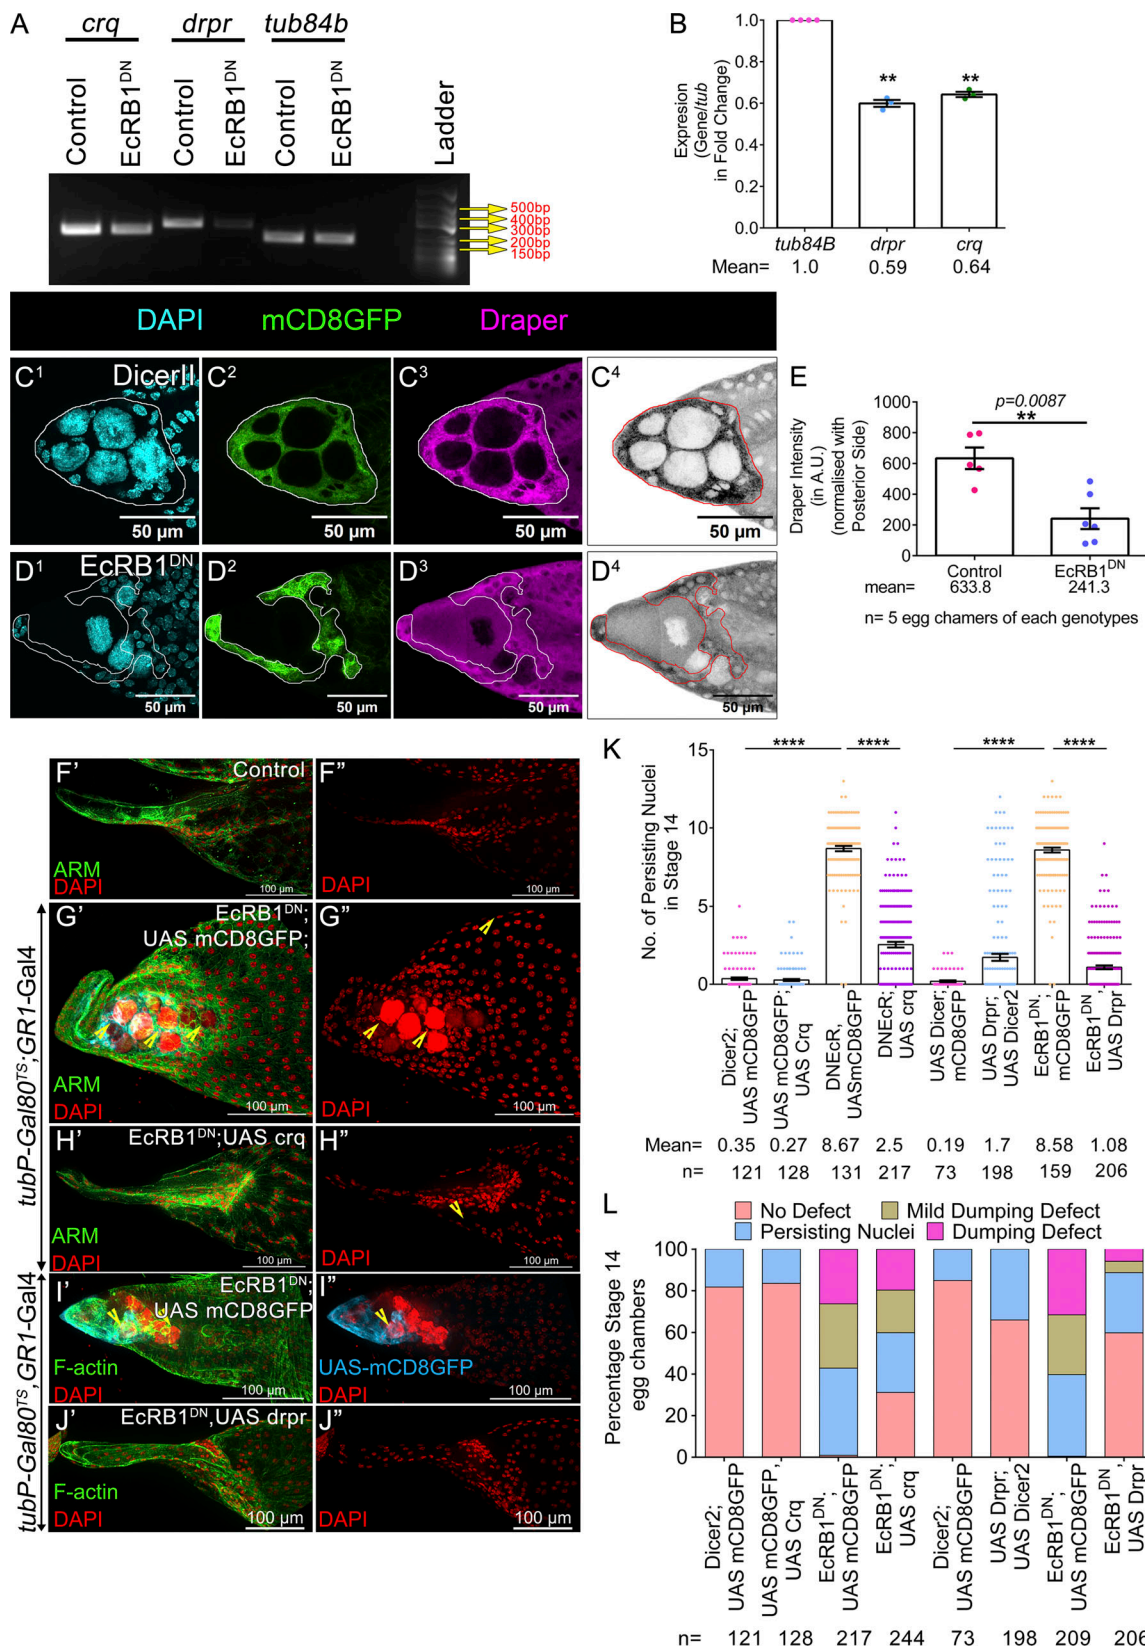 A
crq
drpr
tub84b
Control
EcRB1DN
Control
EcRB1DN
Control
EcRB1DN
Ladder
500bp
400bp
300bp
200bp
150bp
B
Expresion
(Gene/tub
in Fold Change)
1.0
0.8
0.6
0.4
0.2
0.0
**
**
tub84B drpr crq
Mean= 1.0 0.59 0.64
DAPI mCD8GFP Draper
C1 DicerII
50 µm
C2
50 µm
C3
50 µm
C4
50 µm
D1 EcRB1DN
50 µm
D2
50 µm
D3
50 µm
D4
50 µm
E
p=0.0087
**
Draper Intensity
(in A.U.)
(normalised with
Posterior Side)
1000
800
600
400
200
0
Control EcRB1DN
mean= 633.8 241.3
n= 5 egg chamers of each genotypes
F' Control
ARM
DAPI
100 µm
F"
DAPI
100 µm
tubP-Gal80TS;GR1-Gal4
G' EcRB1DN;
UAS mCD8GFP;
ARM
DAPI
100 µm
G"
DAPI
100 µm
H' EcRB1DN;UAS crq
ARM
DAPI
100 µm
H"
DAPI
100 µm
tubP-Gal80TS,GR1-Gal4
I' EcRB1DN;
UAS mCD8GFP
F-actin
DAPI
100 µm
I"
UAS-mCD8GFP
DAPI
100 µm
J' EcRB1DN,UAS drpr
F-actin
DAPI
100 µm
J"
DAPI
100 µm
K
No. of Persisting Nuclei
in Stage 14
15
10
5
0
**** **** **** ****
Dicer2;
UAS mCD8GFP
UAS mCD8GFP;
UAS Crq
DNEcR,
UASmCD8GFP
DNEcR;
UAS crq
UAS Dicer;
mCD8GFP
UAS Drpr;
UAS Dicer2
EcRB1DN;
mCD8GFP
EcRB1DN,
UAS Drpr
Mean= 0.35 0.27 8.67 2.5 0.19 1.7 8.58 1.08
n= 121 128 131 217 73 198 159 206
L
No Defect
Mild Dumping Defect
Persisting Nuclei
Dumping Defect
Percentage Stage 14
egg chambers
100
80
60
40
20
0
Dicer2;
UAS mCD8GFP
UAS mCD8GFP,
UAS Crq
EcRB1DN;
UAS mCD8GFP
EcRB1DN;
UAS crq
Dicer2;
UAS mCD8GFP
UAS Drpr;
UAS Dicer2
EcRB1DN;
UAS mCD8GFP
EcRB1DN,
UAS Drpr
n= 121 128 217 244 73 198 209 206